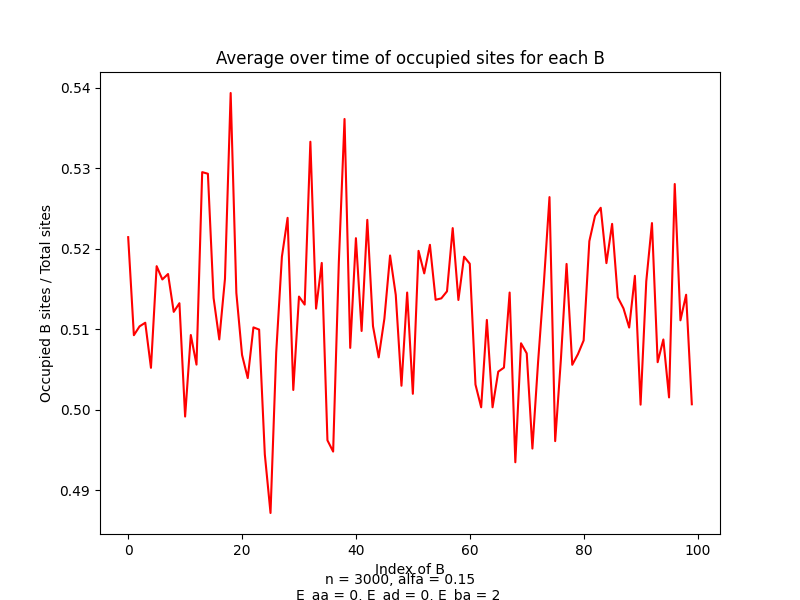 Average over time of occupied sites for each B
0.54
0.53
0.52
0.51
0.50
0.49
Occupied B sites / Total sites
0 20 40 60 80 100
Index of B
n = 3000, alfa = 0.15
E_aa = 0, E_ad = 0, E_ba = 2